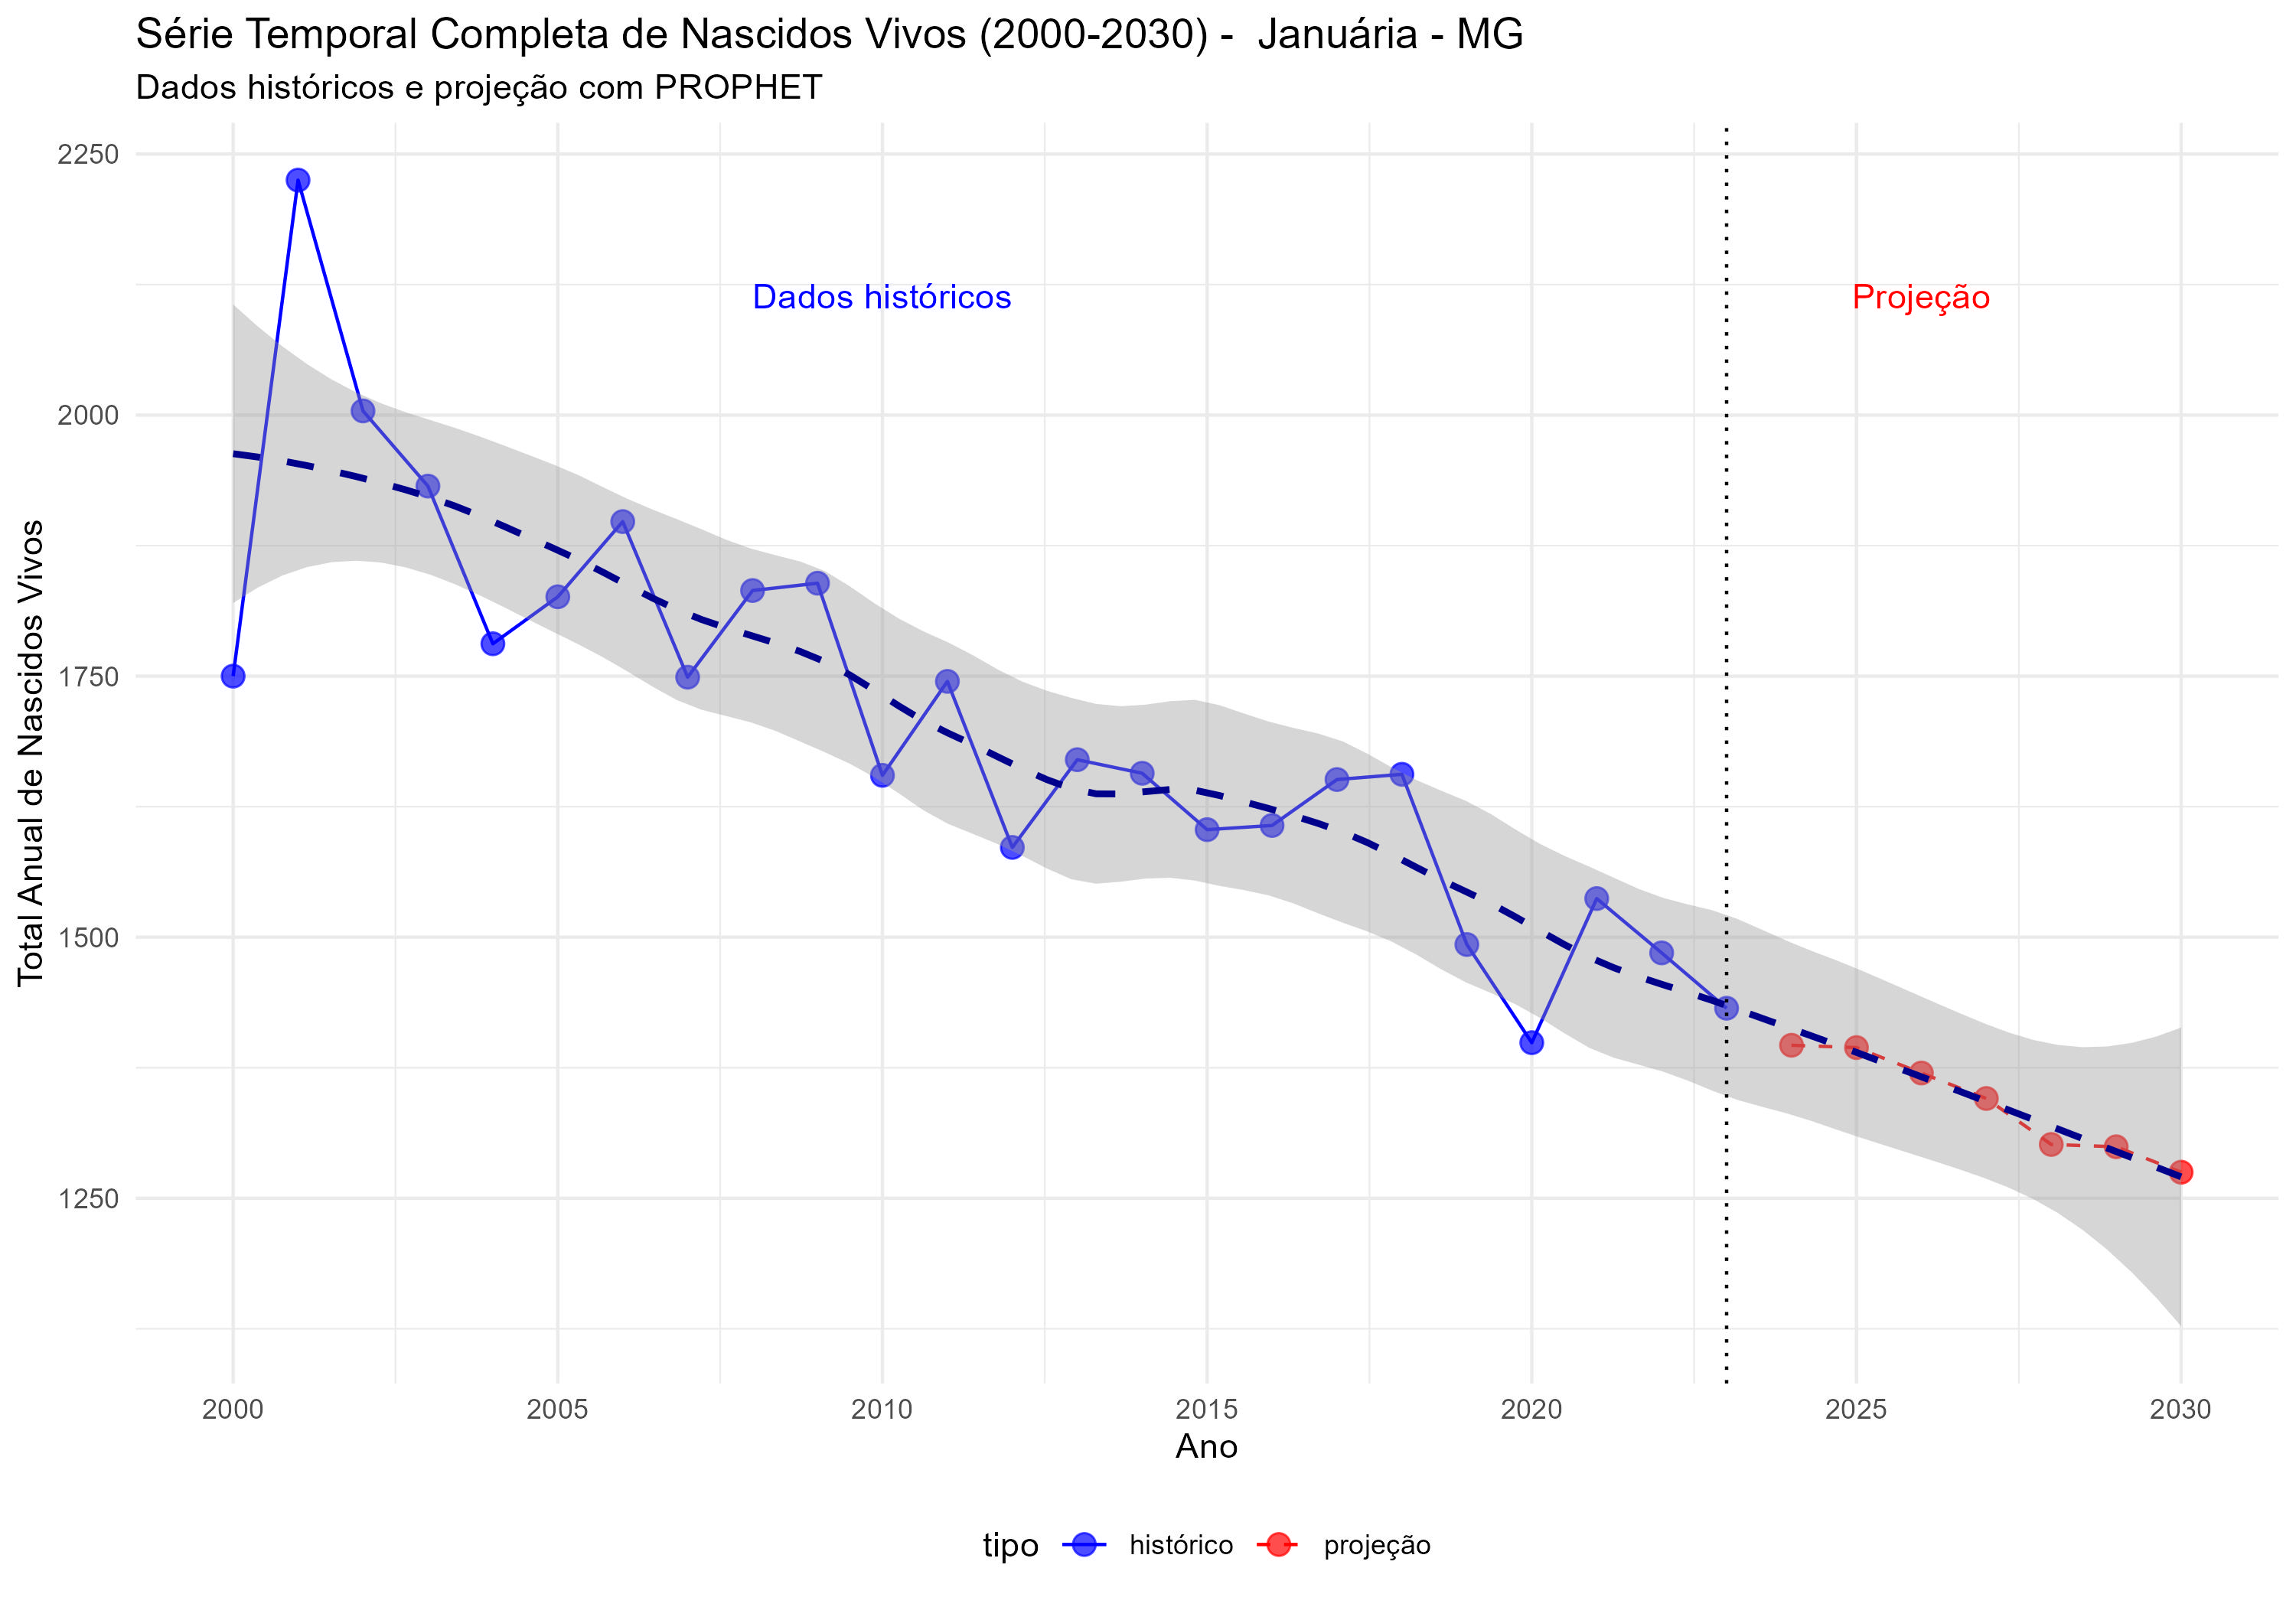 Série Temporal Completa de Nascidos Vivos (2000-2030) -  Januária - MG
Dados históricos e projeção com PROPHET
Total Anual de Nascidos Vivos
2250
2000
1750
1500
1250
Dados históricos
Projeção
2000
2005
2010
2015
2020
2025
2030
Ano
tipo
histórico
projeção